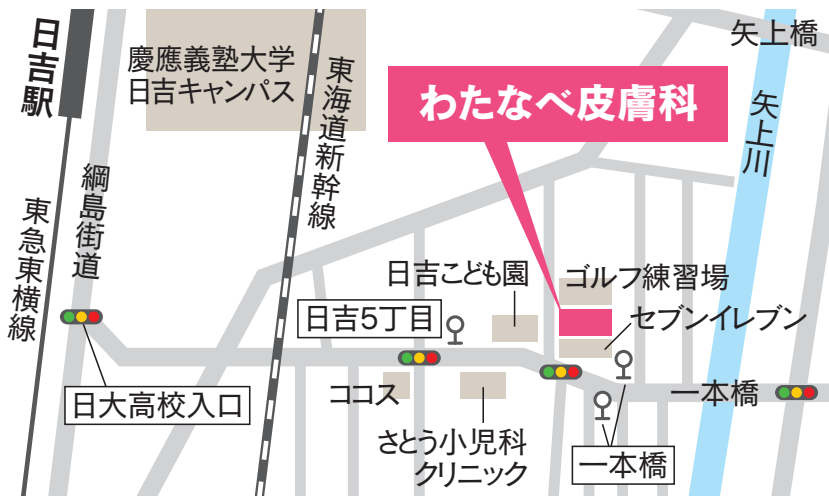 日吉駅
慶應義塾大学
日吉キャンパス
東海道新幹線
わたなべ皮膚科
矢上橋
矢上川
綱島街道
東急東横線
日吉こども園
ゴルフ練習場
日吉5丁目
セブンイレブン
日大高校入口
ココス
さとう小児科
クリニック
一本橋
一本橋